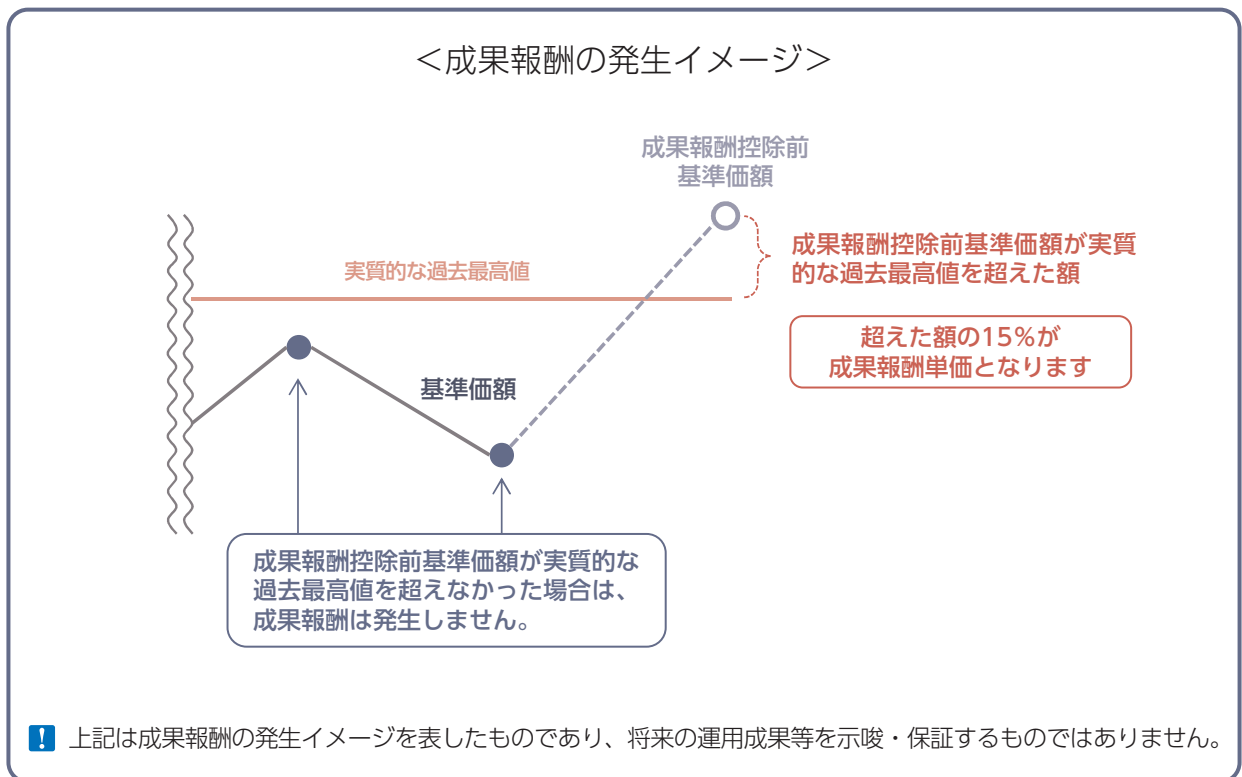 ＜成果報酬の発生イメージ＞
成果報酬控除前
基準価額
実質的な過去最高値
成果報酬控除前基準価額が実質
的な過去最高値を超えた額
超えた額の15％が
成果報酬単価となります
基準価額
成果報酬控除前基準価額が実質的な
過去最高値を超えなかった場合は、
成果報酬は発生しません。
! 上記は成果報酬の発生イメージを表したものであり、将来の運用成果等を示唆・保証するものではありません。